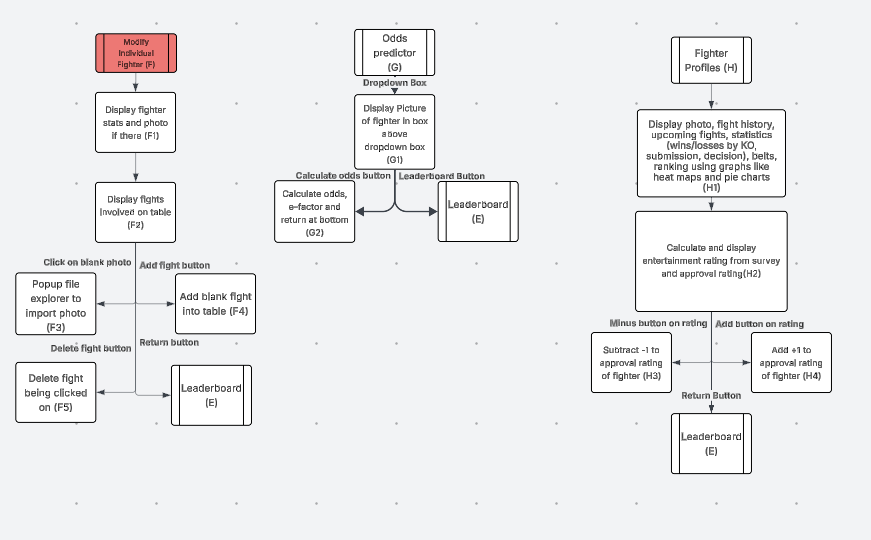 Modify
Individual
Fighter (F)
Display fighter
stats and photo
if there (F1)
Display fights
involved on table
(F2)
Click on blank photo
Add fight button
Popup file
explorer to
import photo
(F3)
Add blank fight
into table (F4)
Delete fight button
Return button
Delete fight
being clicked
on (F5)
Leaderboard
(E)
Odds
predictor
(G)
Dropdown Box
Display Picture
of fighter in box
above
dropdown box
(G1)
Calculate odds button
Leaderboard Button
Calculate odds,
e-factor and
return at bottom
(G2)
Leaderboard
(E)
Fighter
Profiles (H)
Display photo, fight history,
upcoming fights, statistics
(wins/losses by KO,
submission, decision), belts,
ranking using graphs like
heat maps and pie charts
(H1)
Calculate and display
entertainment rating from survey
and approval rating(H2)
Minus button on rating
Add button on rating
Subtract -1 to
approval rating
of fighter (H3)
Add +1 to
approval rating
of fighter (H4)
Return Button
Leaderboard
(E)